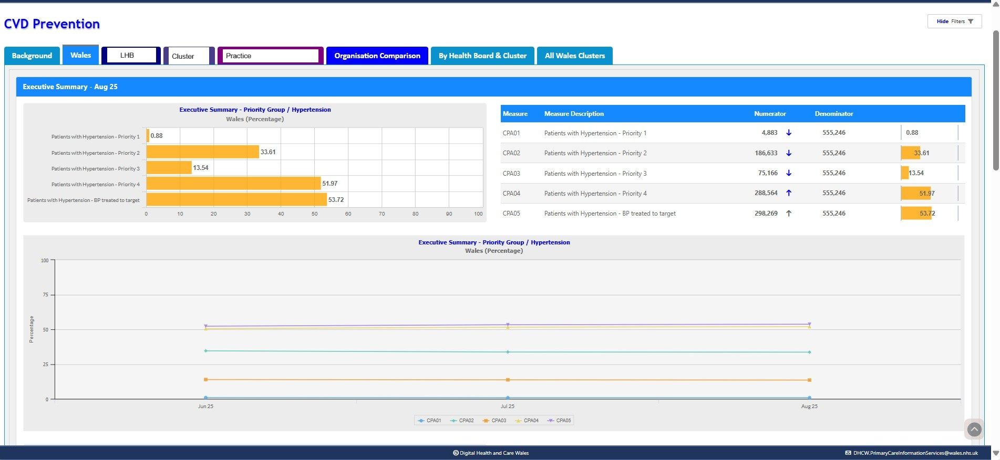 CVD Prevention
Hide Filters
Background
Wales
LHB
Cluster
Practice
Organisation Comparison
By Health Board & Cluster
All Wales Clusters
Executive Summary - Aug 25
Executive Summary - Priority Group / Hypertension
Wales (Percentage)
Patients with Hypertension - Priority 1 0.88
Patients with Hypertension - Priority 2 33.61
Patients with Hypertension - Priority 3 13.54
Patients with Hypertension - Priority 4 51.97
Patients with Hypertension - BP treated to target 53.72
0 10 20 30 40 50 60 70 80 90 100
Measure Measure Description Numerator Denominator
CPA01 Patients with Hypertension - Priority 1 4,883 ↓ 555,246 0.88
CPA02 Patients with Hypertension - Priority 2 186,633 ↓ 555,246 33.61
CPA03 Patients with Hypertension - Priority 3 75,166 ↓ 555,246 13.54
CPA04 Patients with Hypertension - Priority 4 288,564 ↑ 555,246 51.97
CPA05 Patients with Hypertension - BP treated to target 298,269 ↑ 555,246 53.72
Executive Summary - Priority Group / Hypertension
Wales (Percentage)
Percentage
100
75
50
25
0
Jun 25 Jul 25 Aug 25
CPA01 CPA02 CPA03 CPA04 CPA05
© Digital Health and Care Wales
DHCW.PrimaryCareInformationServices@wales.nhs.uk